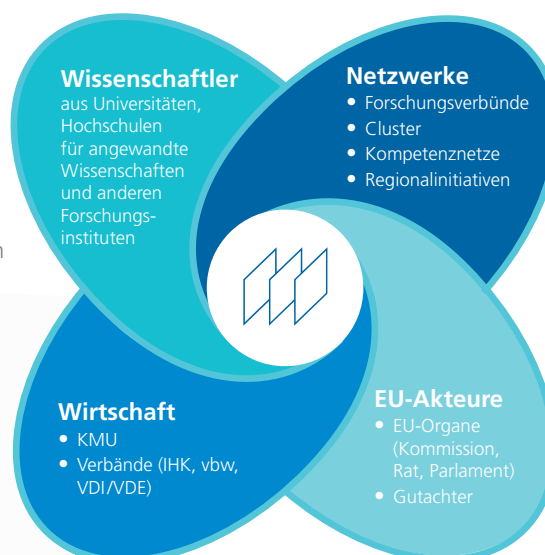 Wissenschaftler
aus Universitäten,
Hochschulen
für angewandte
Wissenschaften
und anderen
Forschungs-
instituten
Netzwerke
• Forschungsverbünde
• Cluster
• Kompetenznetze
• Regionalinitiativen
n
Wirtschaft
• KMU
• Verbände (IHK, vbw,
VDI/VDE)
EU-Akteure
• EU-Organe
(Kommission,
Rat, Parlament)
• Gutachter